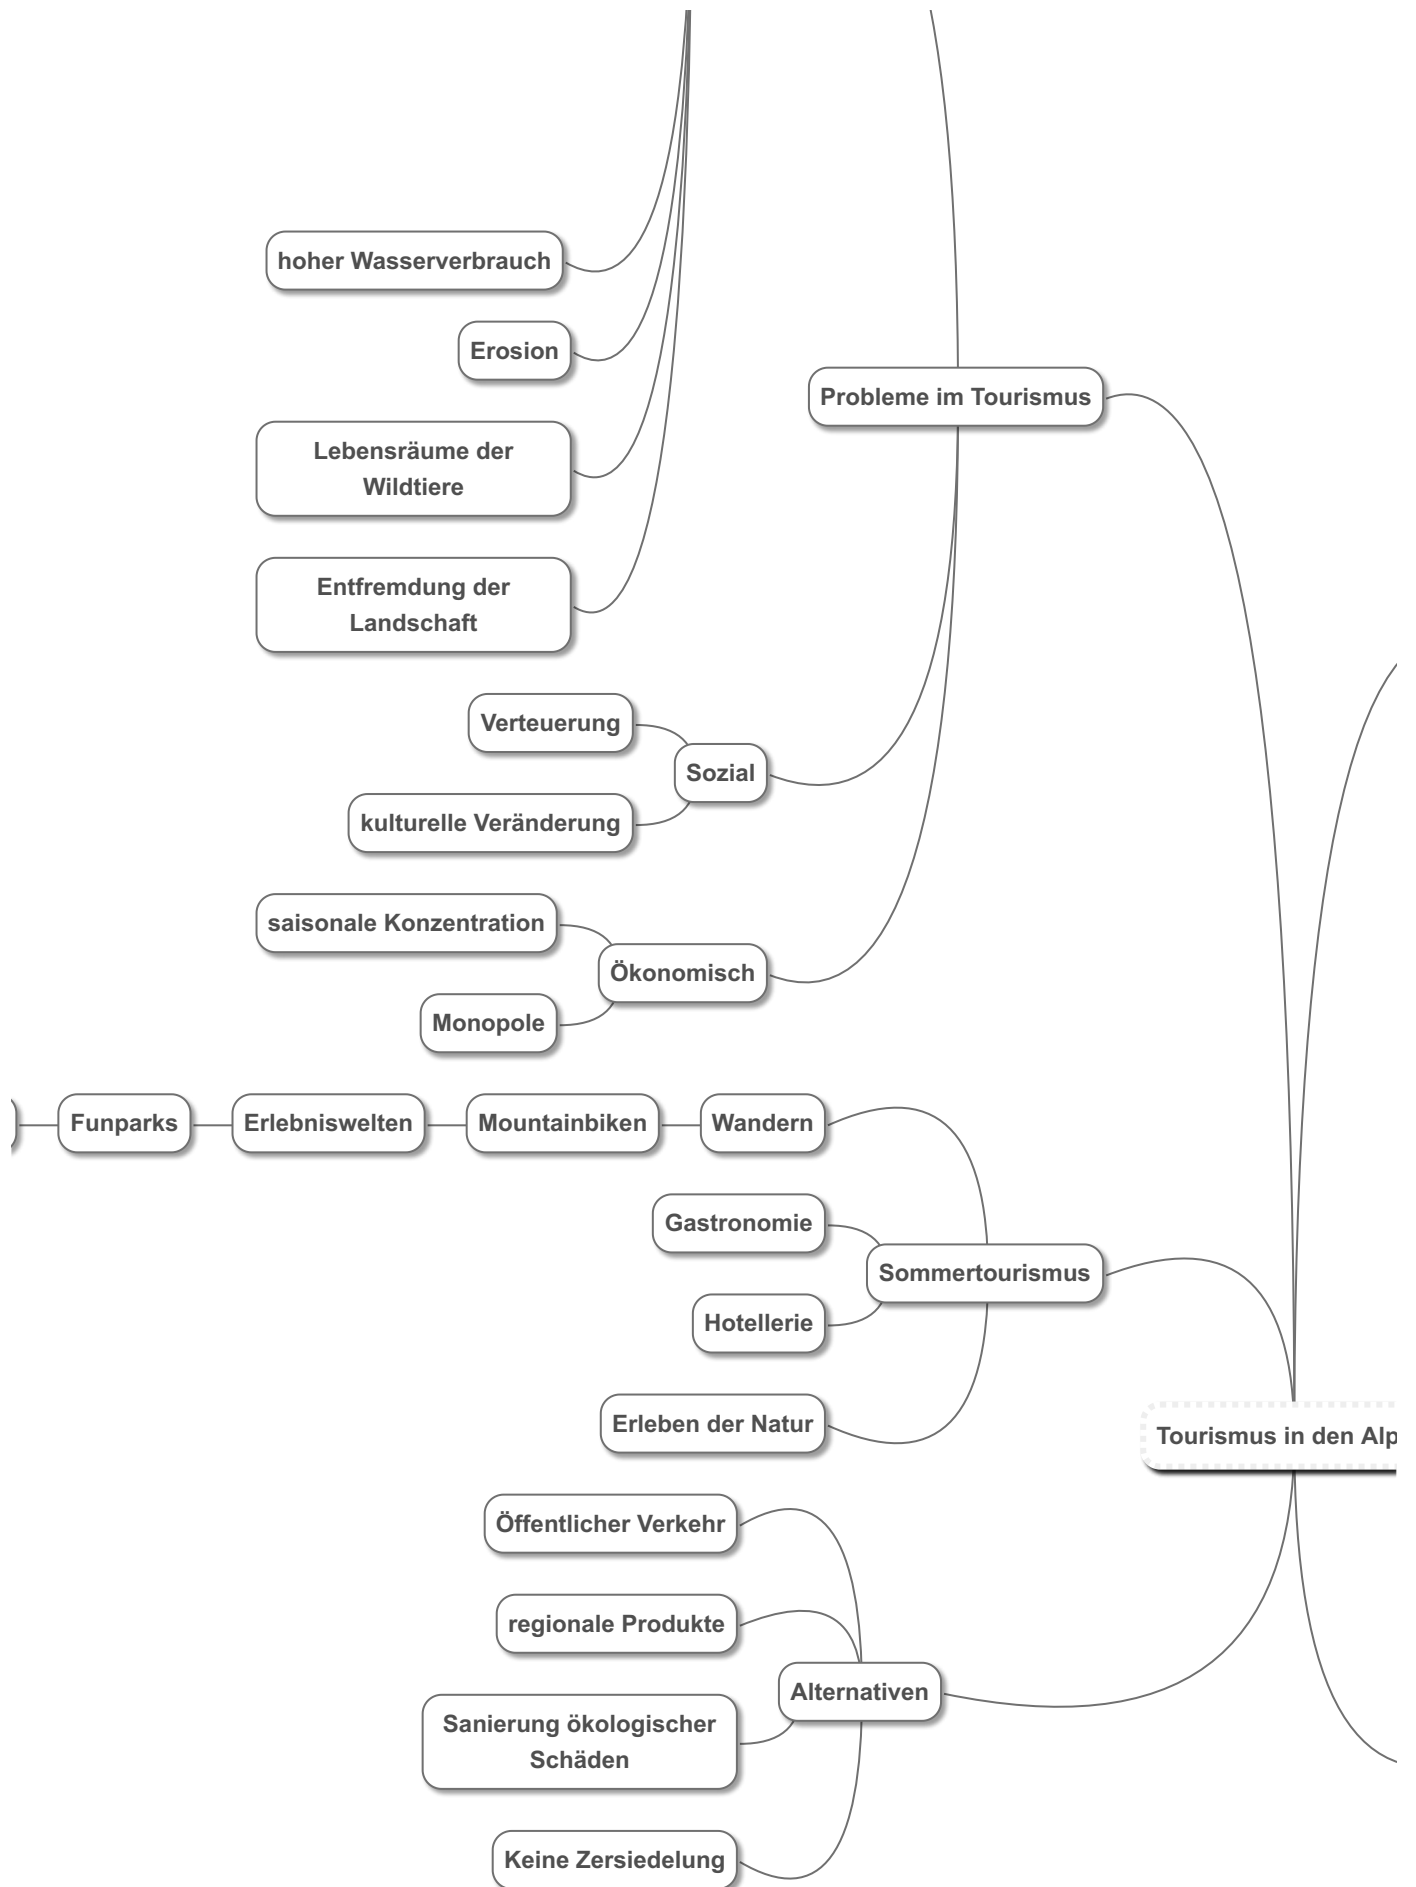 hoher Wasserverbrauch
Erosion
Probleme im Tourismus
Lebensräume der
Wildtiere
Entfremdung der
Landschaft
Verteuerung
Sozial
kulturelle Veränderung
saisonale Konzentration
Ökonomisch
Monopole
Funparks
Erlebniswelten
Mountainbiken
Wandern
Gastronomie
Sommertourismus
Hotellerie
Erleben der Natur
Tourismus in den Alp
Öffentlicher Verkehr
regionale Produkte
Alternativen
Sanierung ökologischer
Schäden
Keine Zersiedelung